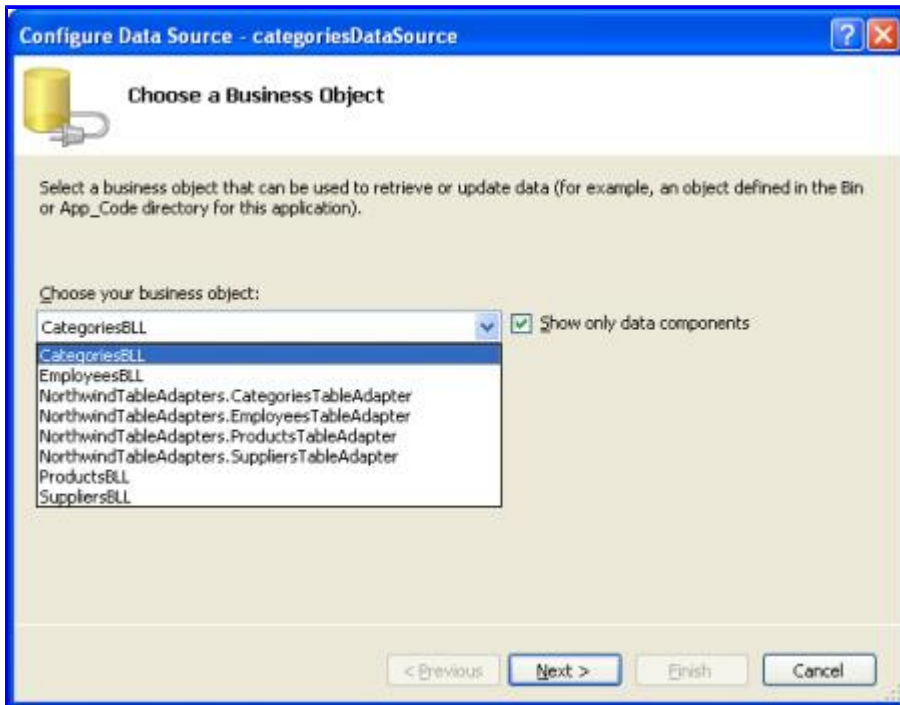 Configure Data Source - categoriesDataSource
Choose a Business Object
Select a business object that can be used to retrieve or update data (for example, an object defined in the Bin
or App_Code directory for this application).
Choose your business object:
CategoriesBLL
Show only data components
CategoriesBLL
EmployeesBLL
NorthwindTableAdapters.CategoriesTableAdapter
NorthwindTableAdapters.EmployeesTableAdapter
NorthwindTableAdapters.ProductsTableAdapter
NorthwindTableAdapters.SuppliersTableAdapter
ProductsBLL
SuppliersBLL
< Previous
Next >
Finish
Cancel